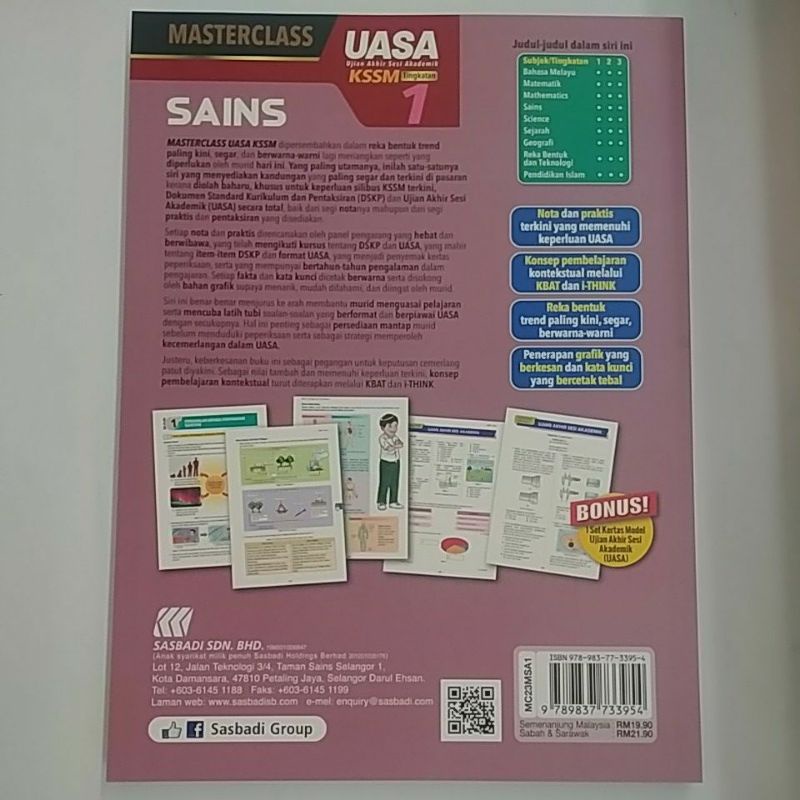 MASTERCLASS
UASA
Ujian Akhir Sesi Akademik
KSSM Tingkatan
1
SAINS
MASTERCLASS UASA KSSM dipersembahkan dalam reka bentuk trend
paling kini, segar, dan berwarna-warni lagi menjangkan seperti yang
diperlukan oleh murid hari ini. Yang paling utamanya, inilah satu-satunya
siri yang menyediakan kandungan yang paling segar dan terkini di pasaran
kerana diolah baharu, khusus untuk keperluan silibus KSSM terkini,
Dokumen Standard Kurikulum dan Pentaksiran (DSKP) dan Ujian Akhir Sesi
Akademik (UASA) secara total, baik dari segi notanya mahupun dari segi
praktis dan pentaksiran yang disediakan.
Setiap nota dan praktis direncanakan oleh panel pengarang yang hebat dan
berwibawa, yang telah mengikuti kursus tentang DSKP dan UASA, yang mahir
tentang item-item DSKP dan format UASA, yang menjadi penyemak kertas
peperiksaan, serta yang mempunyai bertahun-tahun pengalaman dalam
pengajaran. Setiap fakta dan kata kunci dicetak berwarna serta disokong
oleh bahan grafik supaya menarik, mudah difahami, dan diingat oleh murid.
Siri ini benar-benar menjurus ke arah membantu murid menguasai pelajaran
serta mencuba latih tubi soalan-soalan yang berformat dan berpiawai UASA
dengan secukupnya. Hal ini penting sebagai persediaan mantap murid
sebelum menduduki peperiksaan serta sebagai strategi memperoleh
kecemerlangan dalam UASA.
Justeru, keberkesanan buku ini sebagai pegangan untuk keputusan cemerlang
patut diyakini. Sebagai nilai tambah dan memenuhi keperluan terkini, konsep
pembelajaran kontekstual turut diterapkan melalui KBAT dan i-THINK.
Judul-judul dalam siri ini
Subjek/Tingkatan 1 2 3
Bahasa Melayu • • •
Matematik • • •
Mathematics • • •
Sains • • •
Science • • •
Sejarah • • •
Geografi • • •
Reka Bentuk
dan Teknologi • • •
Pendidikan Islam • • •
Nota dan praktis
terkini yang memenuhi
keperluan UASA
Konsep pembelajaran
kontekstual melalui
KBAT dan i-THINK
Reka bentuk
trend paling kini, segar,
berwarna-warni
Penerapan grafik yang
berkesan dan kata kunci
yang bercetak tebal
1
UJIAN AKHIR SESI AKADEMIK
UJIAN AKHIR SESI AKADEMIK
BONUS!
1 Set Kertas Model
Ujian Akhir Sesi
Akademik
(UASA)
SASBADI SDN. BHD.
(Anak syarikat milik penuh Sasbadi Holdings Berhad
Lot 12, Jalan Teknologi 3/4, Taman Sains Selangor 1,
Kota Damansara, 47810 Petaling Jaya, Selangor Darul Ehsan.
Tel: +603-6145 1188 Faks: +603-6145 1199
Laman web: www.sasbadisb.com e-mel: enquiry@sasbadi.com
Sasbadi Group
MC23MSA1
ISBN 978-983-77-3395-4
9 789837 733954
Semenanjung Malaysia RM19.90
Sabah & Sarawak RM21.90